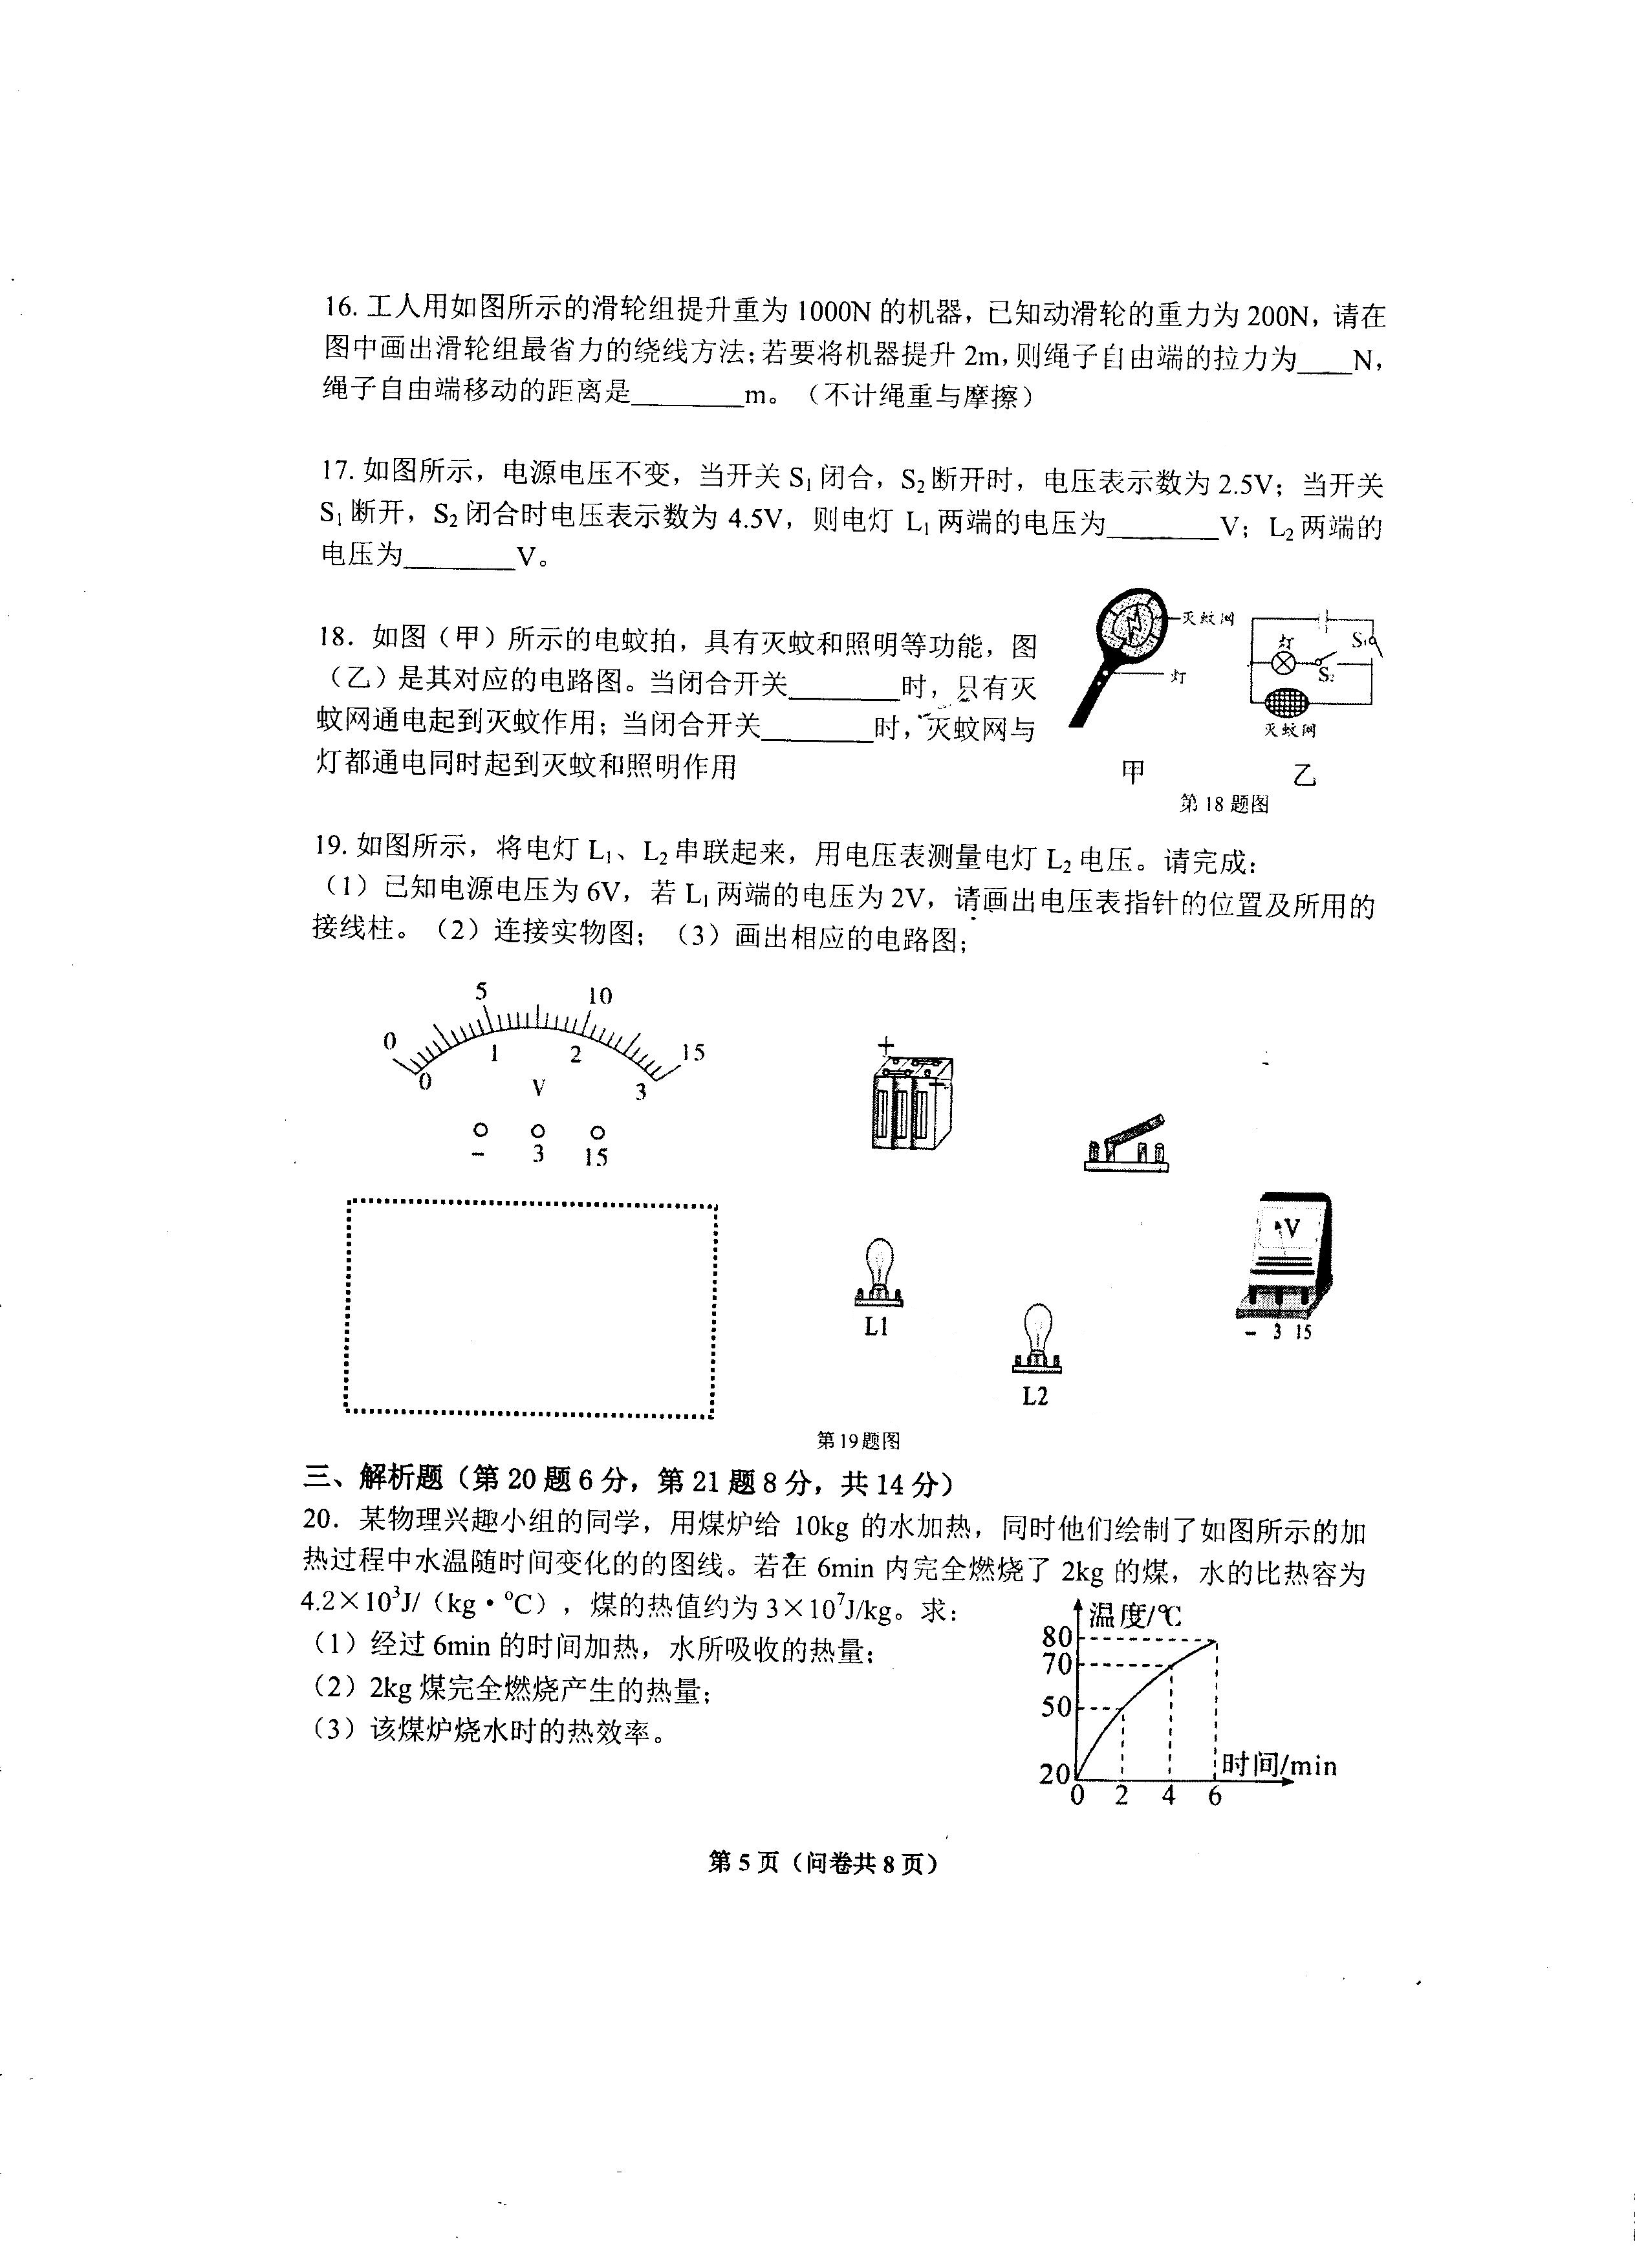 16. 工人用如图所示的滑轮组提升重为 1000N 的机器，已知动滑轮的重力为 200N，请在
图中画出滑轮组最省力的绕线方法；若要将机器提升 2m，则绳子自由端的拉力为____N，
绳子自由端移动的距离是________m。（不计绳重与摩擦）
17. 如图所示，电源电压不变，当开关 S₁ 闭合，S₂ 断开时，电压表示数为 2.5V；当开关
S₁ 断开，S₂ 闭合时电压表示数为 4.5V，则电灯 L₁ 两端的电压为________V；L₂ 两端的
电压为________V。
18．如图（甲）所示的电蚊拍，具有灭蚊和照明等功能，图
（乙）是其对应的电路图。当闭合开关________时，只有灭
蚊网通电起到灭蚊作用；当闭合开关________时，灭蚊网与
灯都通电同时起到灭蚊和照明作用
灭蚊网
灯
灯
S₁
S₂
灭蚊网
甲
乙
第 18 题图
19. 如图所示，将电灯 L₁、L₂ 串联起来，用电压表测量电灯 L₂ 电压。请完成：
（1）已知电源电压为 6V，若 L₁ 两端的电压为 2V，请画出电压表指针的位置及所用的
接线柱。（2）连接实物图；（3）画出相应的电路图；
0 5 10 15
0 1 2 3
V
− 3 15
+
−
V
− 3 15
L1
L2
第 19 题图
三、解析题（第 20 题 6 分，第 21 题 8 分，共 14 分）
20．某物理兴趣小组的同学，用煤炉给 10kg 的水加热，同时他们绘制了如图所示的加
热过程中水温随时间变化的的图线。若在 6min 内完全燃烧了 2kg 的煤，水的比热容为
4.2×10³J/（kg·℃），煤的热值约为 3×10⁷J/kg。求：
（1）经过 6min 的时间加热，水所吸收的热量；
（2）2kg 煤完全燃烧产生的热量；
（3）该煤炉烧水时的热效率。
温度/℃
80
70
50
20
0 2 4 6
时间/min
第 5 页（问卷共 8 页）